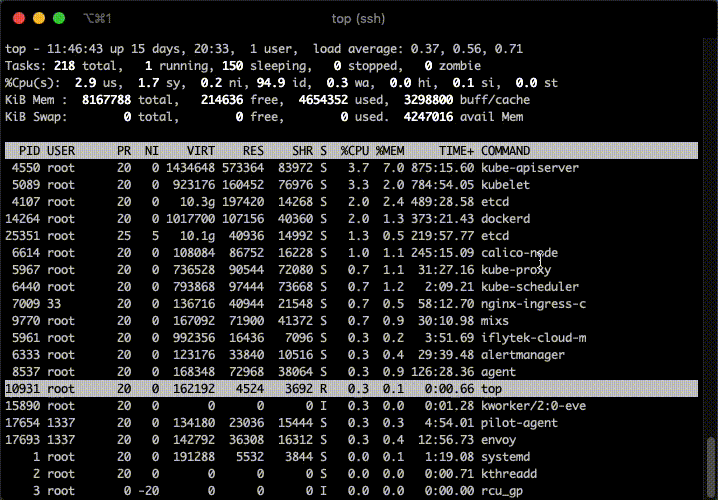 ⌥⌘1 top (ssh)
top - 11:46:43 up 15 days, 20:33,  1 user,  load average: 0.37, 0.56, 0.71
Tasks: 218 total,   1 running, 150 sleeping,   0 stopped,   0 zombie
%Cpu(s):  2.9 us,  1.7 sy,  0.2 ni, 94.9 id,  0.3 wa,  0.0 hi,  0.1 si,  0.0 st
KiB Mem :  8167788 total,   214636 free,  4654352 used,  3298800 buff/cache
KiB Swap:        0 total,        0 free,        0 used.  4247016 avail Mem
PID USER      PR  NI    VIRT    RES    SHR S  %CPU %MEM     TIME+ COMMAND
4550 root      20   0 1434648 573364  83972 S   3.7  7.0 875:15.60 kube-apiserver
5089 root      20   0  923176 160452  76976 S   3.3  2.0 784:54.05 kubelet
4107 root      20   0   10.3g 197420  14268 S   2.0  2.4 489:28.58 etcd
14264 root      20   0 1017700 107156  40360 S   2.0  1.3 373:21.43 dockerd
25351 root      25   5   10.1g  40936  14992 S   1.3  0.5 219:57.77 etcd
6614 root      20   0  108084  86752  16228 S   1.0  1.1 245:15.09 calico-node
5967 root      20   0  736528  90544  72080 S   0.7  1.1  31:27.16 kube-proxy
6440 root      20   0  793868  97444  73668 S   0.7  1.2   2:09.21 kube-scheduler
7009 33        20   0  136716  40944  21548 S   0.7  0.5  58:12.70 nginx-ingress-c
9770 root      20   0  167092  71900  41372 S   0.7  0.9  30:10.98 mixs
5961 root      20   0  992356  16436   7096 S   0.3  0.2   3:51.69 iflytek-cloud-m
6333 root      20   0  123176  33840  10516 S   0.3  0.4  29:39.48 alertmanager
8537 root      20   0  168348  72968  38064 S   0.3  0.9 126:28.36 agent
10931 root      20   0  162192   4524   3692 R   0.3  0.1   0:00.66 top
15890 root      20   0       0      0      0 I   0.3  0.0   0:01.28 kworker/2:0-eve
17654 1337      20   0  134180  23036  15444 S   0.3  0.3   4:54.01 pilot-agent
17693 1337      20   0  142792  36308  16312 S   0.3  0.4  12:56.73 envoy
1 root      20   0  191288   5532   3844 S   0.0  0.1   1:19.08 systemd
2 root      20   0       0      0      0 S   0.0  0.0   0:00.71 kthreadd
3 root       0 -20       0      0      0 I   0.0  0.0   0:00.00 rcu_gp